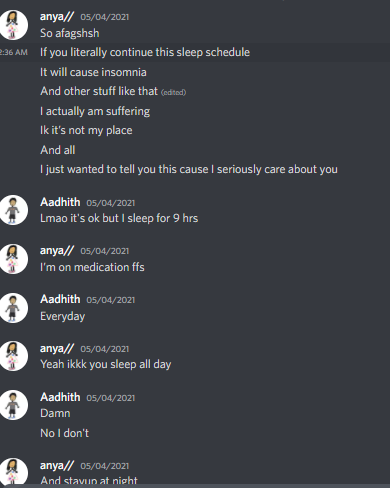 anya// 05/04/2021
So afagshsh
2:36 AM If you literally continue this sleep schedule
It will cause insomnia
And other stuff like that (edited)
I actually am suffering
Ik it's not my place
And all
I just wanted to tell you this cause I seriously care about you
Aadhith 05/04/2021
Lmao it's ok but I sleep for 9 hrs
anya// 05/04/2021
I'm on medication ffs
Aadhith 05/04/2021
Everyday
anya// 05/04/2021
Yeah ikkk you sleep all day
Aadhith 05/04/2021
Damn
No I don't
anya// 05/04/2021
And stayup at night